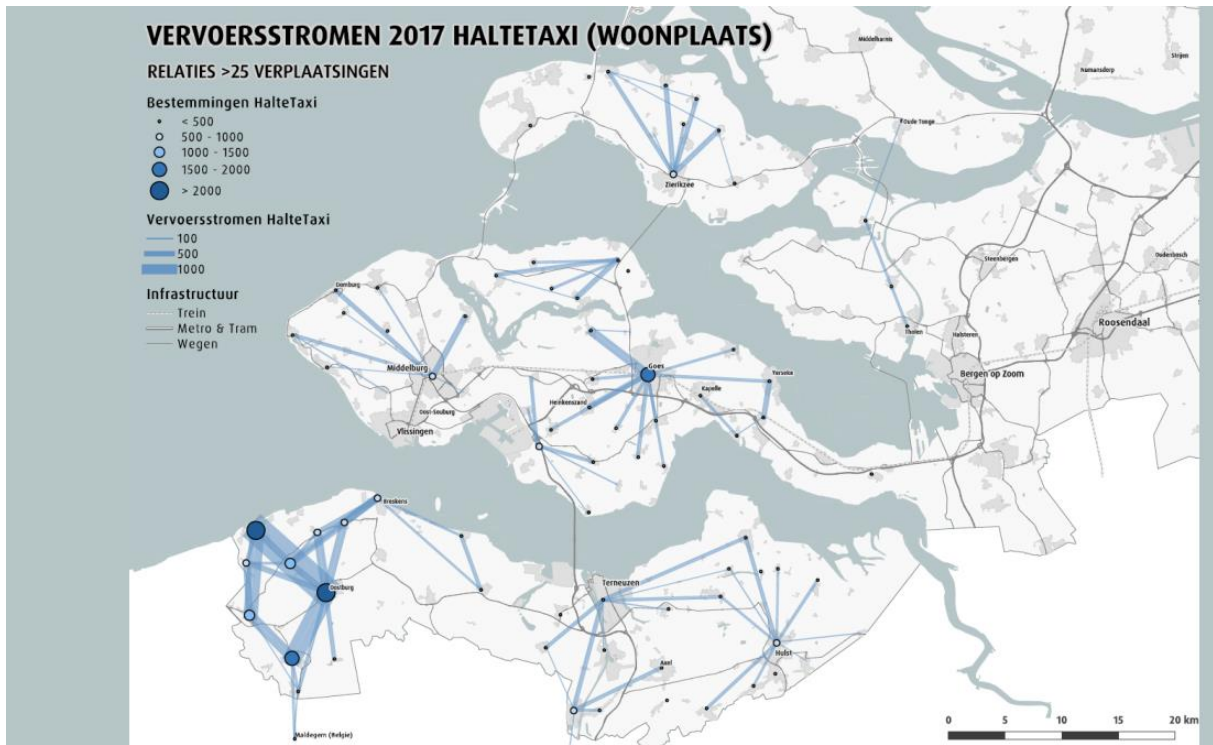 VERVOERSSTROMEN 2017 HALTETAXI (WOONPLAATS)
RELATIES >25 VERPLAATSINGEN
Bestemmingen HalteTaxi
< 500
500 - 1000
1000 - 1500
1500 - 2000
> 2000
Vervoersstromen HalteTaxi
100
500
1000
Infrastructuur
Trein
Metro & Tram
Wegen
Middelharnis
Strijen
Numansdorp
Oude Tonge
Zierikzee
Steenbergen
Oudenbosch
Domburg
Tholen
Halsteren
Roosendaal
Middelburg
Goes
Yerseke
Bergen op Zoom
Kapelle
Heinkenszand
Oost-Souburg
Vlissingen
Breskens
Terneuzen
Oostburg
Hulst
Axel
Maldegem (Belgie)
0 5 10 15 20 km